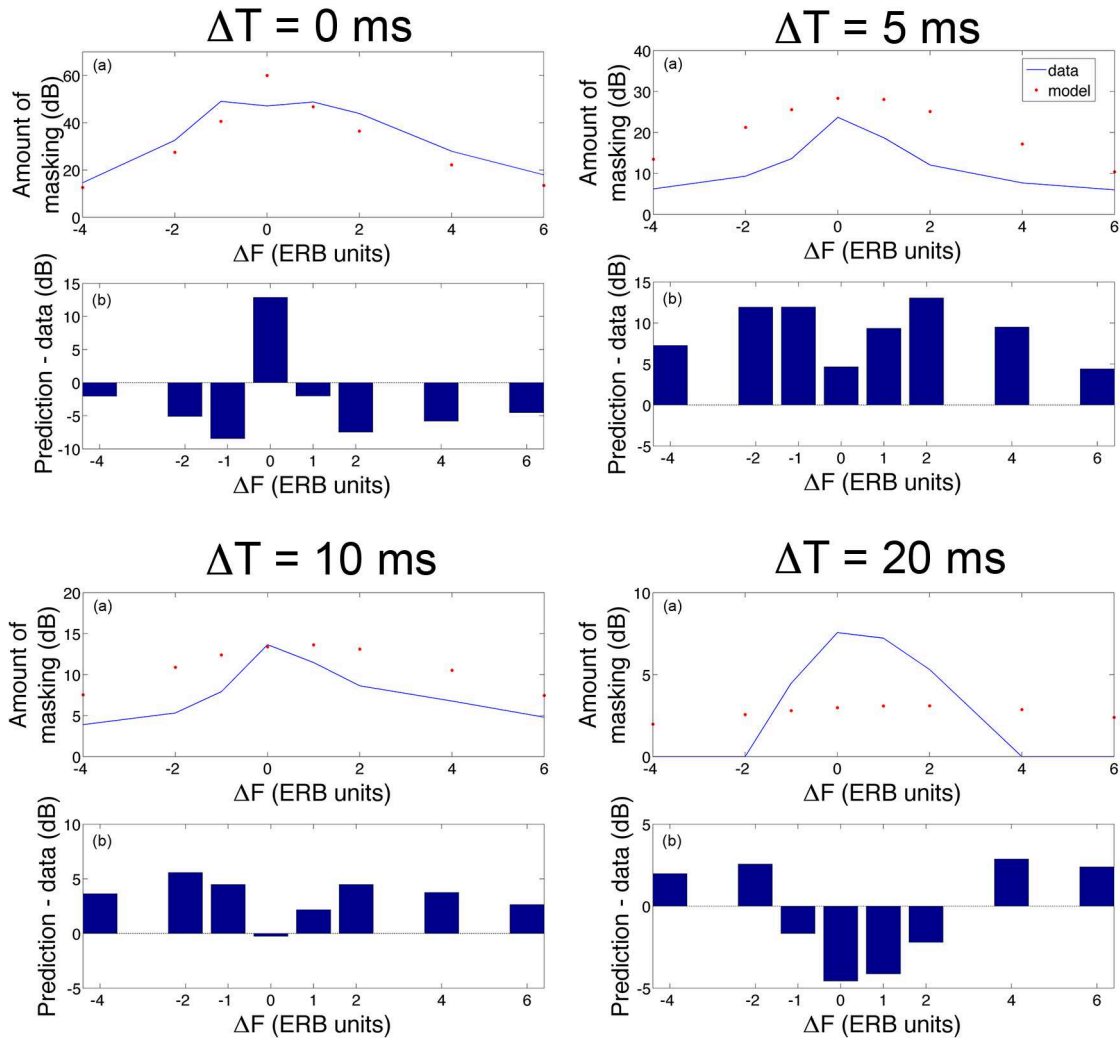 ΔT = 0 ms
(a)
Amount of
masking (dB)
60
40
20
0
-4 -2 0 2 4 6
ΔF (ERB units)
(b)
Prediction - data (dB)
15
10
5
0
-5
-10
-4 -2 -1 0 1 2 4 6
ΔF (ERB units)
ΔT = 5 ms
(a)
data
model
Amount of
masking (dB)
40
30
20
10
0
-4 -2 0 2 4 6
ΔF (ERB units)
(b)
Prediction - data (dB)
15
10
5
0
-5
-4 -2 -1 0 1 2 4 6
ΔF (ERB units)
ΔT = 10 ms
(a)
Amount of
masking (dB)
20
15
10
5
0
-4 -2 0 2 4 6
ΔF (ERB units)
(b)
Prediction - data (dB)
10
5
0
-5
-4 -2 -1 0 1 2 4 6
ΔF (ERB units)
ΔT = 20 ms
(a)
Amount of
masking (dB)
10
5
0
-4 -2 0 2 4 6
ΔF (ERB units)
(b)
Prediction - data (dB)
5
0
-5
-4 -2 -1 0 1 2 4 6
ΔF (ERB units)